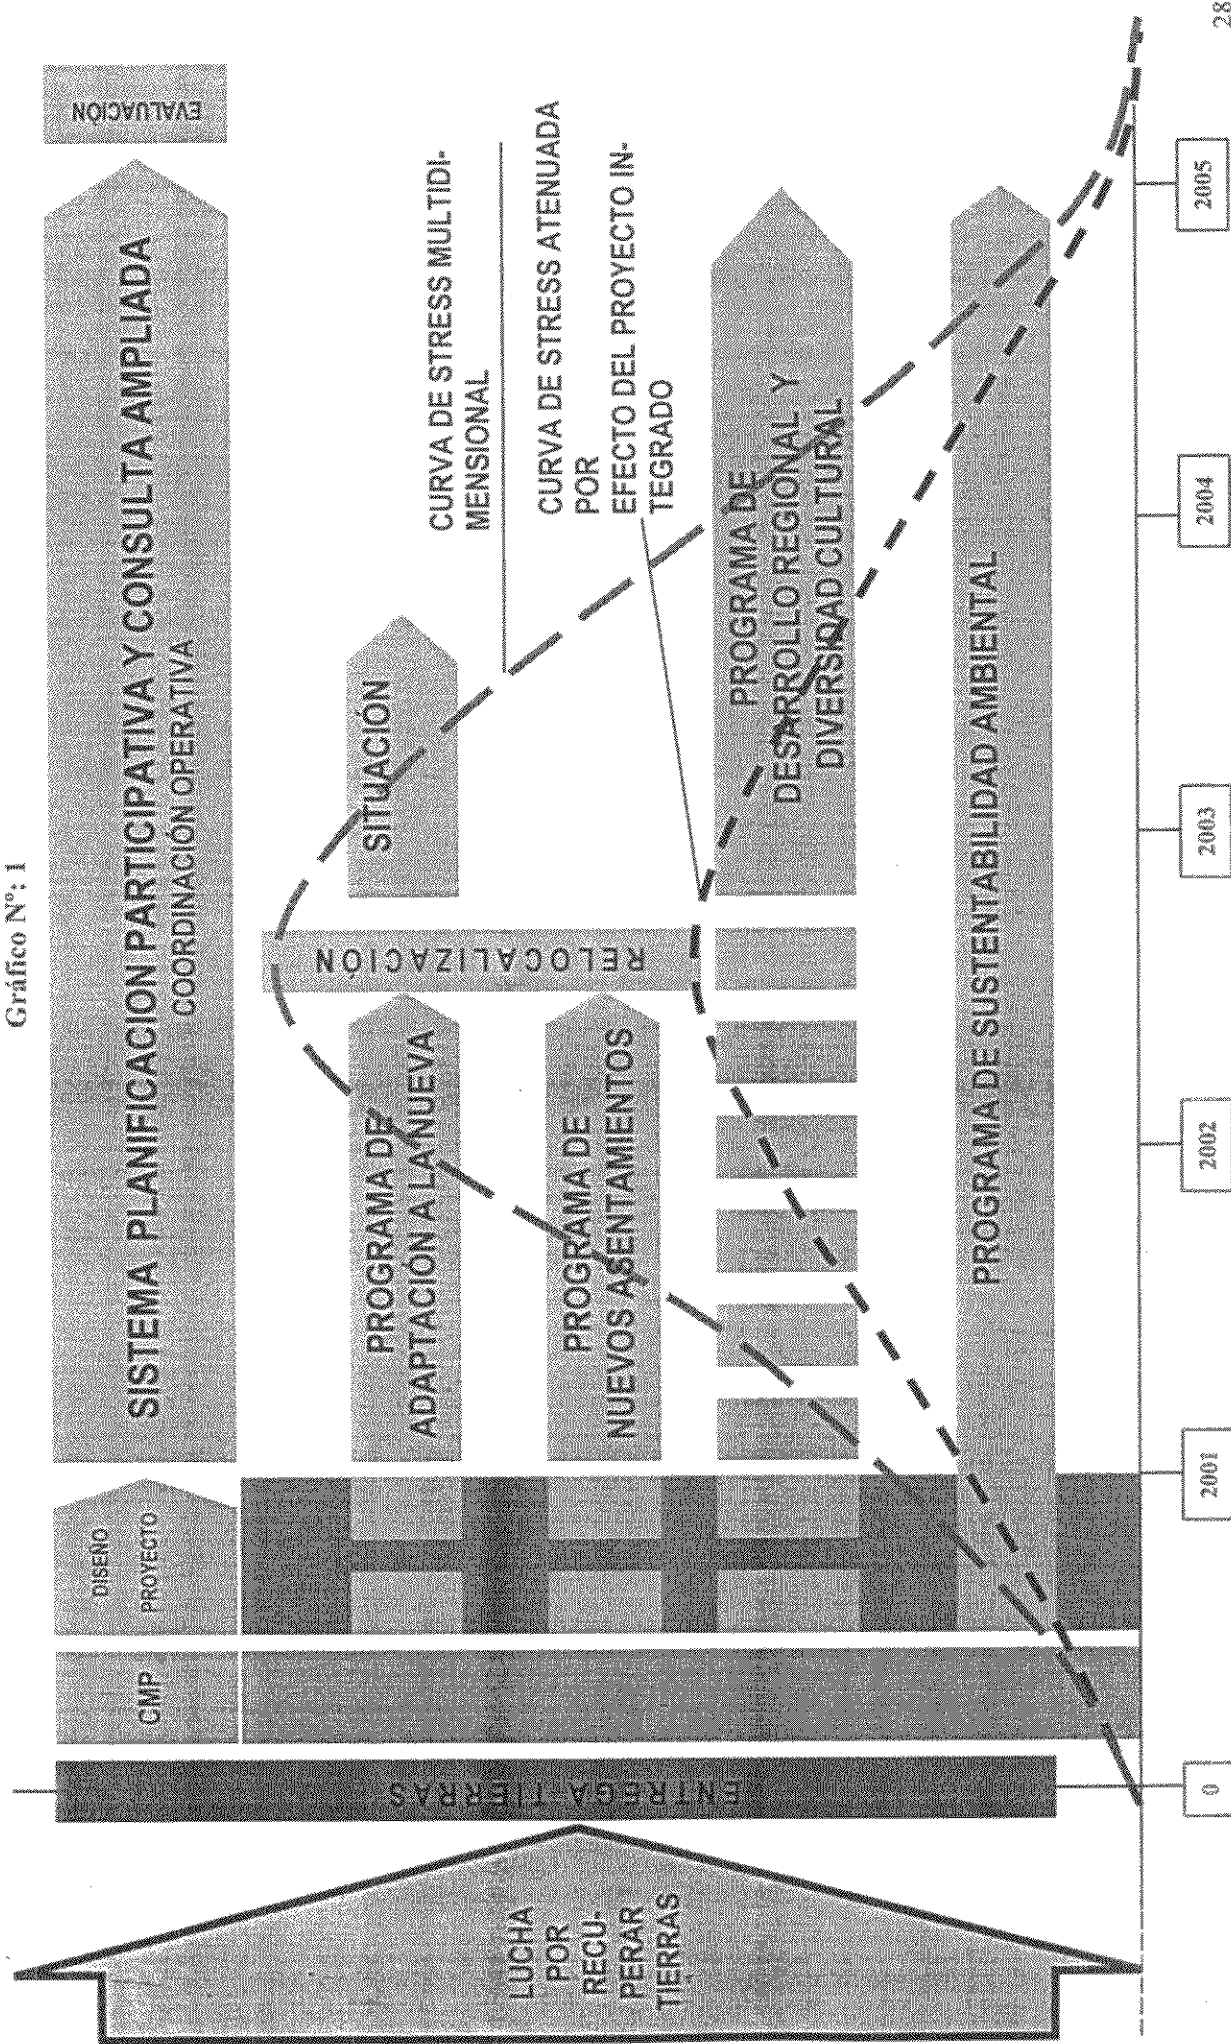 Gráfico Nº: 1
LUCHA
POR
RECU-
PERAR
TIERRAS
ENTREGA TIERRAS
CMP
DISEÑO
PROYECTO
SISTEMA PLANIFICACION PARTICIPATIVA Y CONSULTA AMPLIADA
COORDINACIÓN OPERATIVA
EVALUACIÓN
PROGRAMA DE
ADAPTACIÓN A LA NUEVA
SITUACIÓN
RELOCALIZACIÓN
CURVA DE STRESS MULTIDI-
MENSIONAL
CURVA DE STRESS ATENUADA
POR
EFECTO DEL PROYECTO IN-
TEGRADO
PROGRAMA DE
NUEVOS ASENTAMIENTOS
PROGRAMA DE
DESARROLLO REGIONAL Y
DIVERSIDAD CULTURAL
PROGRAMA DE SUSTENTABILIDAD AMBIENTAL
0
2001
2002
2003
2004
2005
28